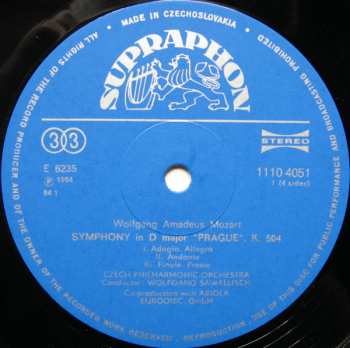 MADE IN CZECHOSLOVAKIA
ALL RIGHTS OF THE RECORD PRODUCER AND OF THE OWNER OF THE RECORDED WORK RESERVED. REPRODUCTION, USE OF THIS DISC FOR PUBLIC PERFORMANCE AND BROADCASTING PROHIBITED
SUPRAPHON
33
STEREO
E 6235
1110 4051
Ⓟ 1984
1 (4 sides)
84 1
Wolfgang Amadeus Mozart
SYMPHONY in D major "PRAGUE", K. 504
I. Adagio. Allegro
II. Andante
III. Finale. Presto
CZECH PHILHARMONIC ORCHESTRA
Conductor: WOLFGANG SAWALLISCH
Co-production with ARIOLA
EURODISC GmbH